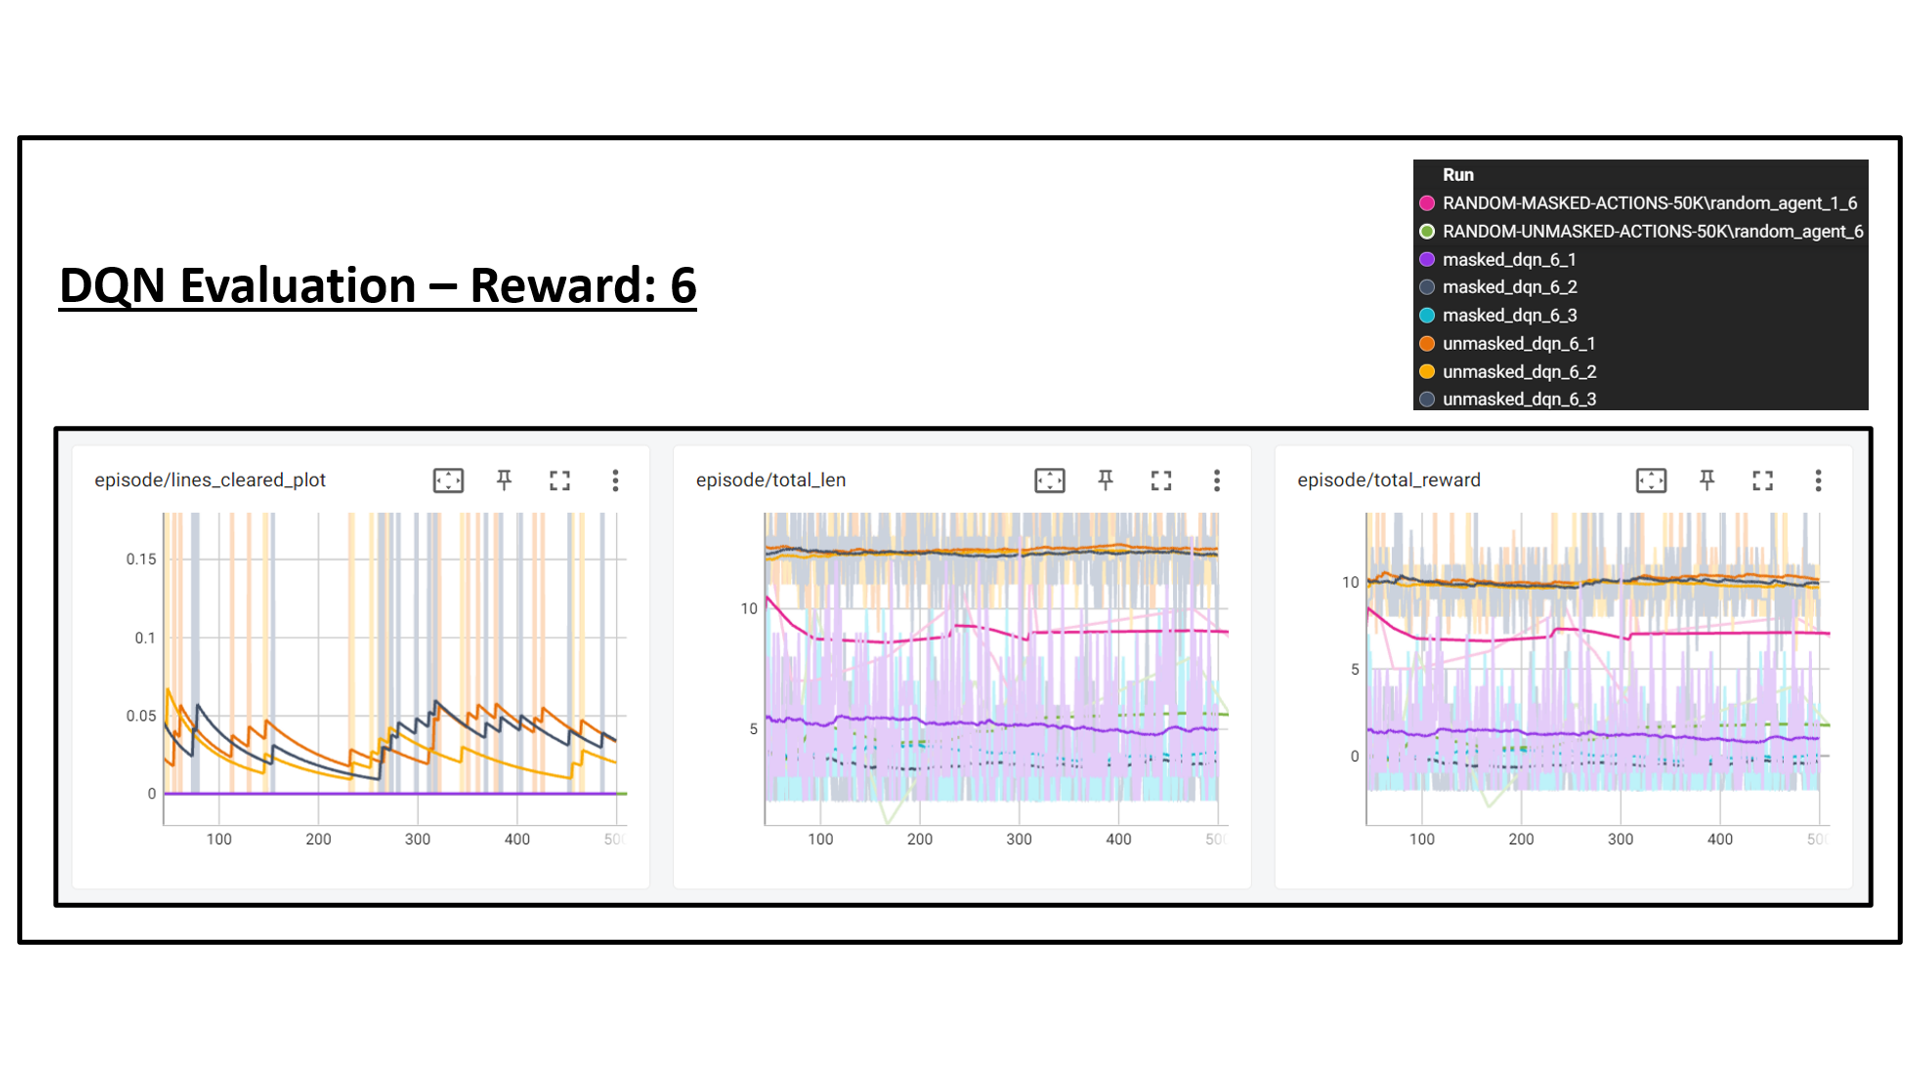 Run
RANDOM-MASKED-ACTIONS-50K\random_agent_1_6
RANDOM-UNMASKED-ACTIONS-50K\random_agent_6
masked_dqn_6_1
masked_dqn_6_2
masked_dqn_6_3
unmasked_dqn_6_1
unmasked_dqn_6_2
unmasked_dqn_6_3
DQN Evaluation – Reward: 6
episode/lines_cleared_plot
0.15
0.1
0.05
0
100 200 300 400 500
episode/total_len
10
5
100 200 300 400 500
episode/total_reward
10
5
0
100 200 300 400 500